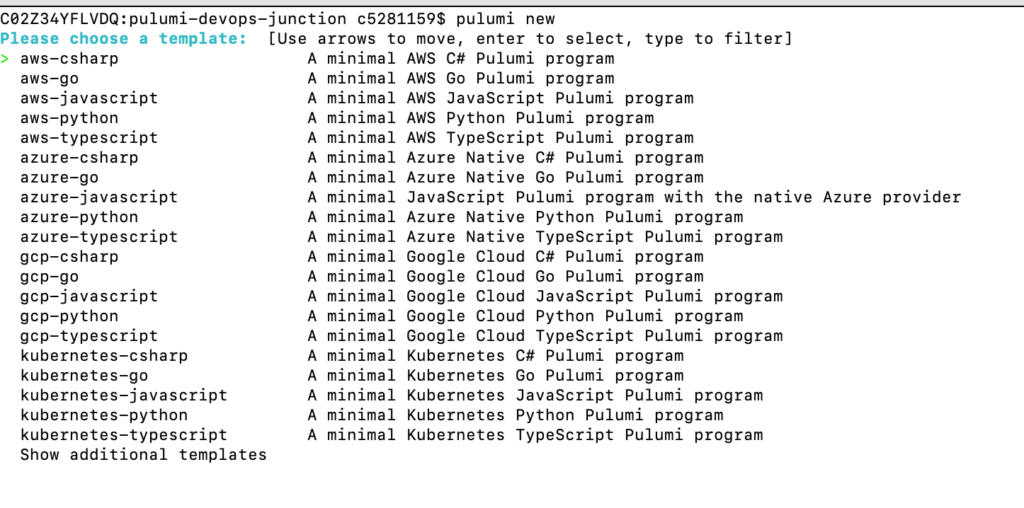 C02Z34YFLVDQ:pulumi-devops-junction c5281159$ pulumi new
Please choose a template:  [Use arrows to move, enter to select, type to filter]
> aws-csharp                   A minimal AWS C# Pulumi program
  aws-go                       A minimal AWS Go Pulumi program
  aws-javascript               A minimal AWS JavaScript Pulumi program
  aws-python                   A minimal AWS Python Pulumi program
  aws-typescript               A minimal AWS TypeScript Pulumi program
  azure-csharp                 A minimal Azure Native C# Pulumi program
  azure-go                     A minimal Azure Native Go Pulumi program
  azure-javascript             A minimal JavaScript Pulumi program with the native Azure provider
  azure-python                 A minimal Azure Native Python Pulumi program
  azure-typescript             A minimal Azure Native TypeScript Pulumi program
  gcp-csharp                   A minimal Google Cloud C# Pulumi program
  gcp-go                       A minimal Google Cloud Go Pulumi program
  gcp-javascript               A minimal Google Cloud JavaScript Pulumi program
  gcp-python                   A minimal Google Cloud Python Pulumi program
  gcp-typescript               A minimal Google Cloud TypeScript Pulumi program
  kubernetes-csharp            A minimal Kubernetes C# Pulumi program
  kubernetes-go                A minimal Kubernetes Go Pulumi program
  kubernetes-javascript        A minimal Kubernetes JavaScript Pulumi program
  kubernetes-python            A minimal Kubernetes Python Pulumi program
  kubernetes-typescript        A minimal Kubernetes TypeScript Pulumi program
  Show additional templates